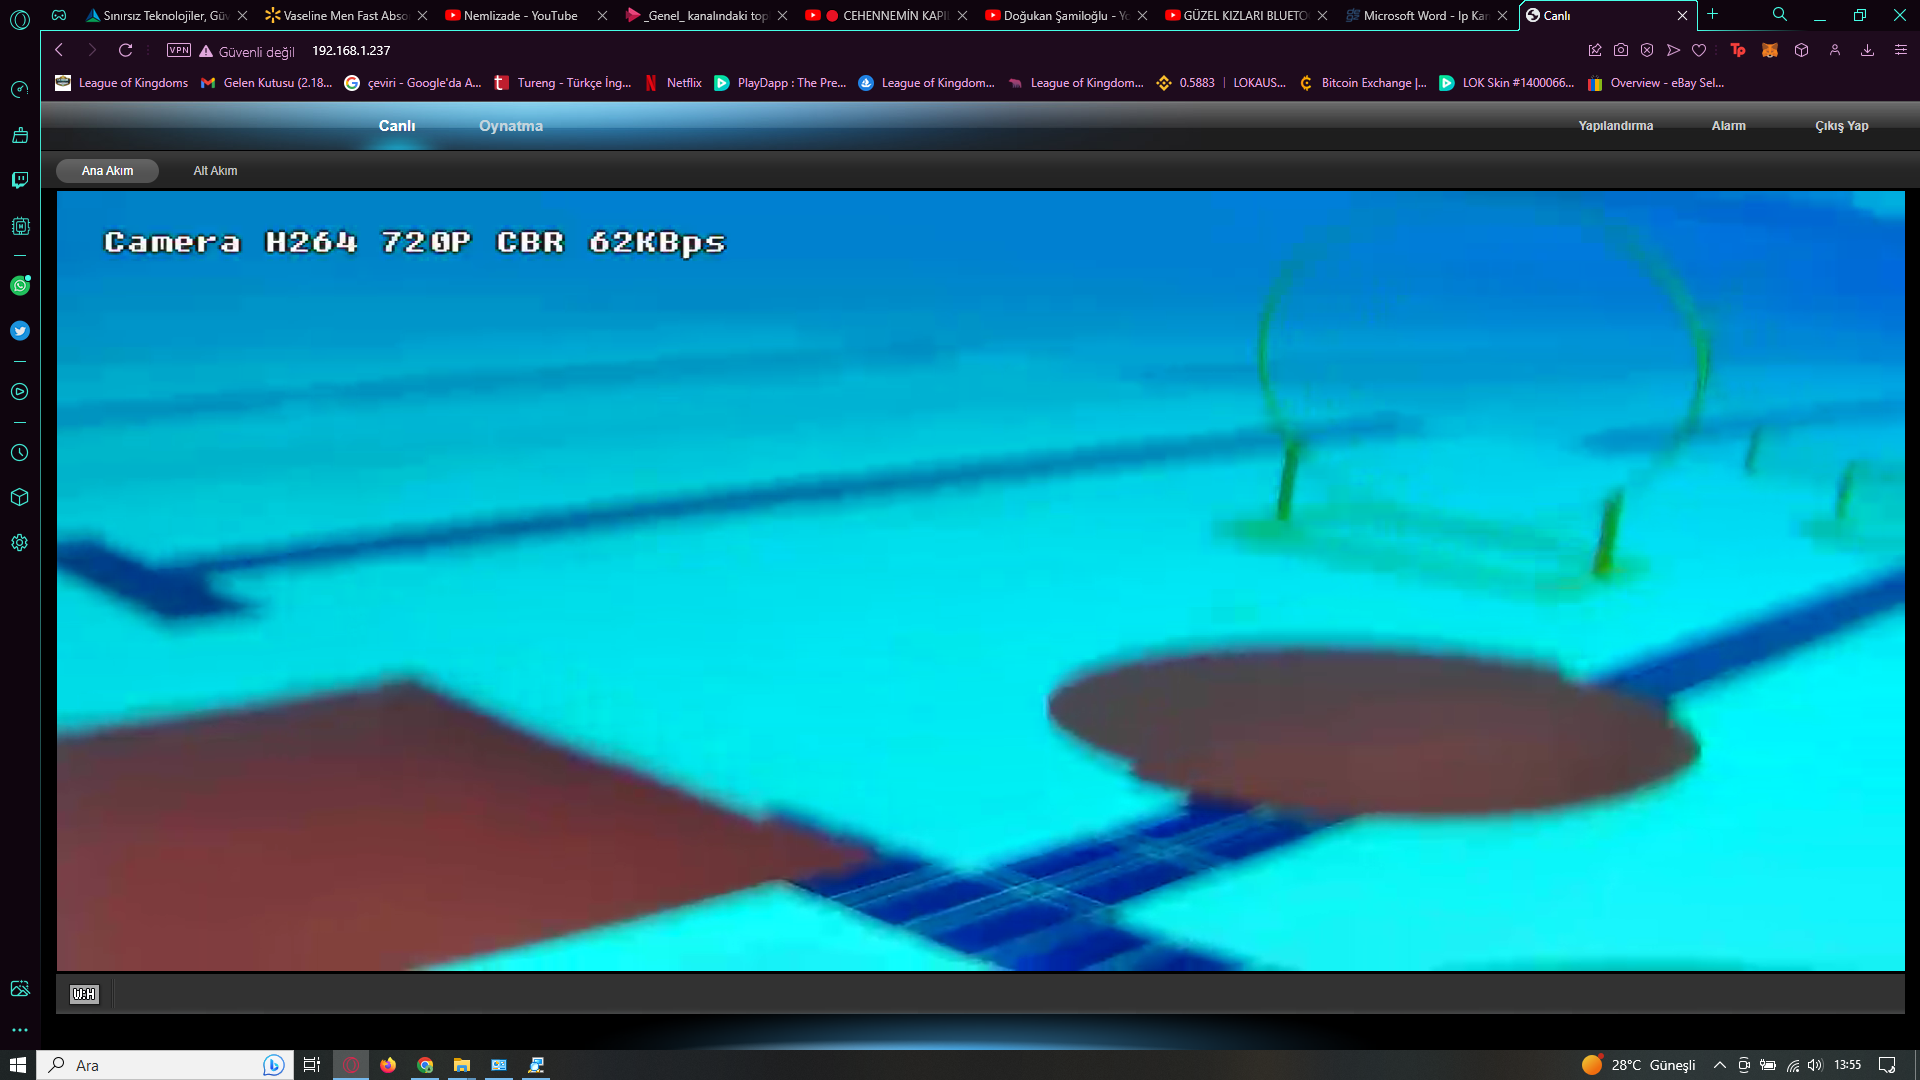 Sınırsız Teknolojiler, Gü
Vaseline Men Fast Abso
Nemlizade - YouTube
_Genel_ kanalındaki top
CEHENNEMİN KAPI
Doğukan Şamiloğlu - Yo
GÜZEL KIZLARI BLUETO
Microsoft Word - Ip Kar
Canlı
VPN
Güvenli değil
192.168.1.237
League of Kingdoms
Gelen Kutusu (2.18...
çeviri - Google'da A...
Tureng - Türkçe İng...
Netflix
PlayDapp : The Pre...
League of Kingdom...
League of Kingdom...
0.5883 | LOKAUS...
Bitcoin Exchange |...
LOK Skin #1400066...
Overview - eBay Sel...
Canlı
Oynatma
Yapılandırma
Alarm
Çıkış Yap
Ana Akım
Alt Akım
Camera H264 720P CBR 62KBps
W:H
Ara
28°C Güneşli
13:55